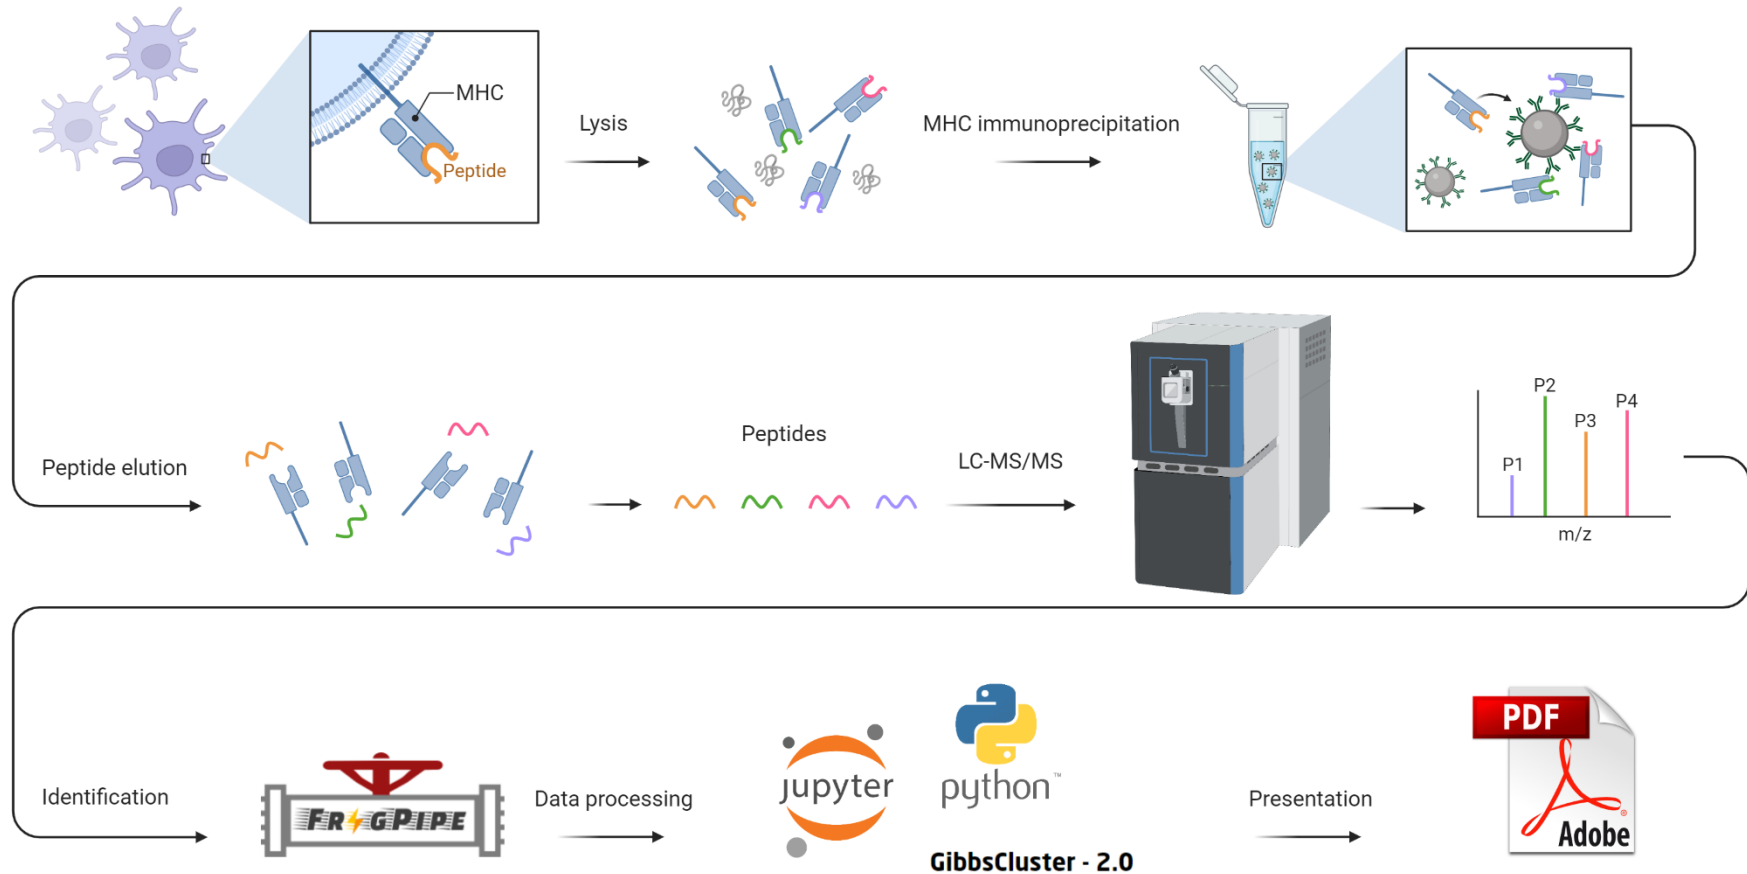 MHC
Peptide
Lysis
MHC immunoprecipitation
Peptide elution
Peptides
LC-MS/MS
P1
P2
P3
P4
m/z
Identification
FRAGPIPE
Data processing
jupyter
python™
GibbsCluster - 2.0
Presentation
PDF
Adobe®